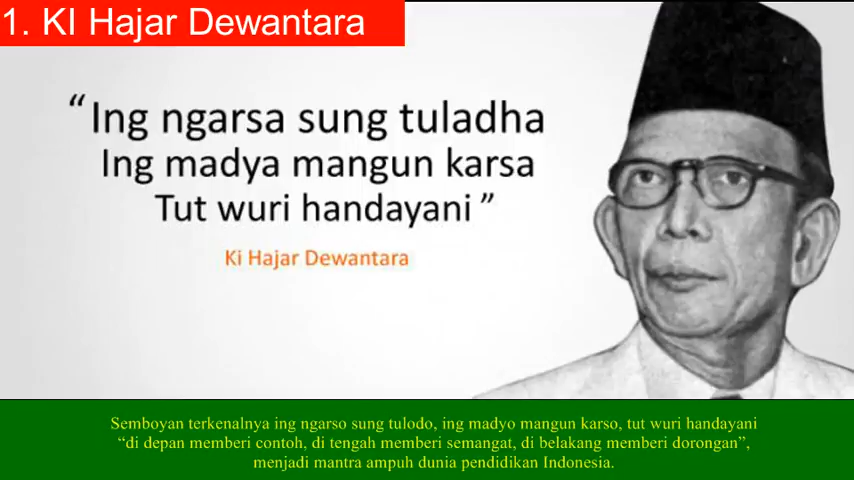 1. KI Hajar Dewantara
“Ing ngarsa sung tuladha
Ing madya mangun karsa
Tut wuri handayani”
Ki Hajar Dewantara
Semboyan terkenalnya ing ngarso sung tulodo, ing madyo mangun karso, tut wuri handayani
“di depan memberi contoh, di tengah memberi semangat, di belakang memberi dorongan”,
menjadi mantra ampuh dunia pendidikan Indonesia.